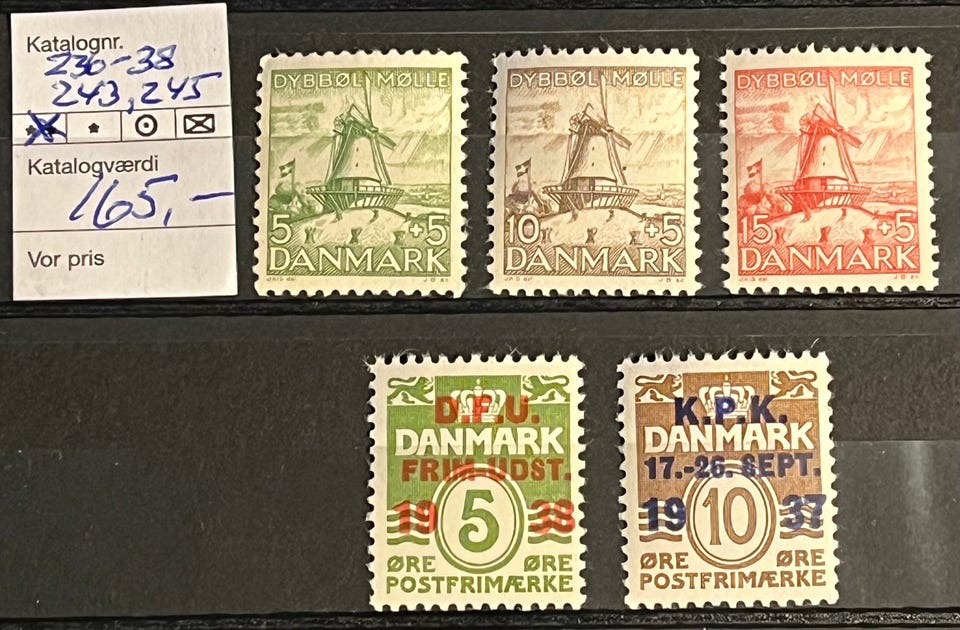 Katalognr.
236-38
243, 245
Katalogværdi
165,-
Vor pris
DYBBØL MØLLE
5 +5
DANMARK
DYBBØL MØLLE
10 +5
DANMARK
DYBBØL MØLLE
15 +5
DANMARK
D.F.U.
DANMARK
FRIM-UDST.
19 5 38
ØRE ØRE
POSTFRIMÆRKE
K.P.K.
DANMARK
17.-26. SEPT.
19 10 37
ØRE ØRE
POSTFRIMÆRKE